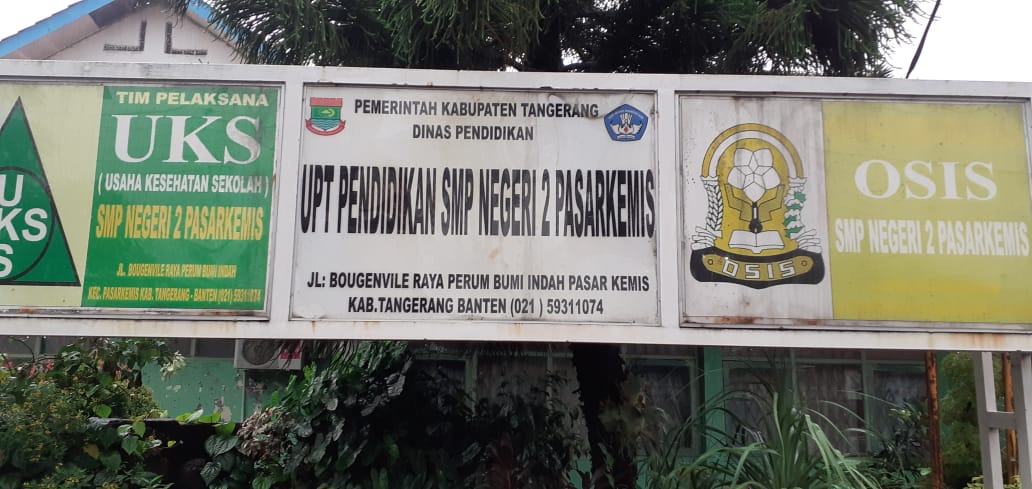 U
UKS
S
TIM PELAKSANA
UKS
( USAHA KESEHATAN SEKOLAH )
SMP NEGERI 2 PASARKEMIS
JL. BOUGENVILE RAYA PERUM BUMI INDAH
KEC. PASARKEMIS KAB. TANGERANG - BANTEN (021) 59311074
PEMERINTAH KABUPATEN TANGERANG
DINAS PENDIDIKAN
UPT PENDIDIKAN SMP NEGERI 2 PASARKEMIS
JL: BOUGENVILE RAYA PERUM BUMI INDAH PASAR KEMIS
KAB.TANGERANG BANTEN (021 ) 59311074
OSIS
OSIS
SMP NEGERI 2 PASARKEMIS